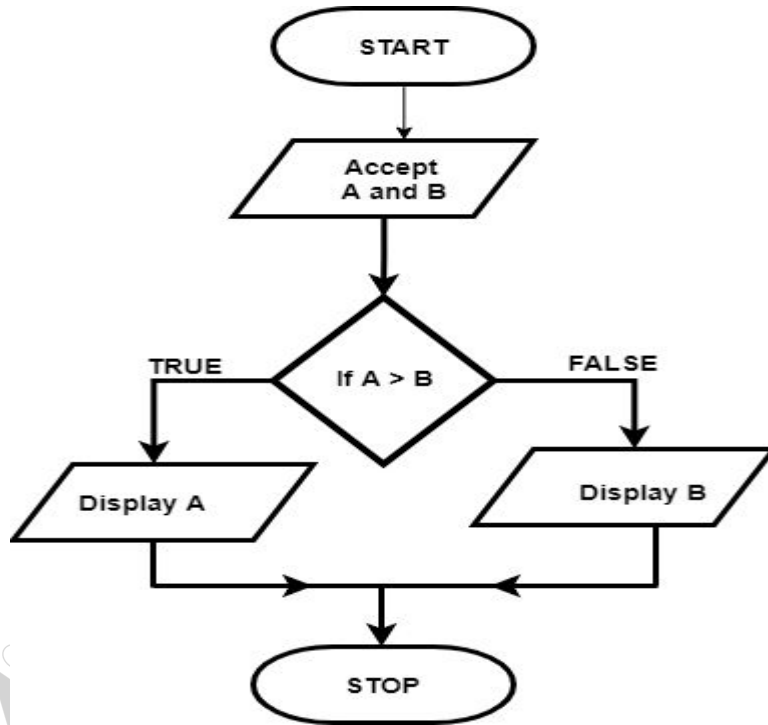 START
Accept
A and B
If A > B
TRUE
FALSE
Display A
Display B
STOP